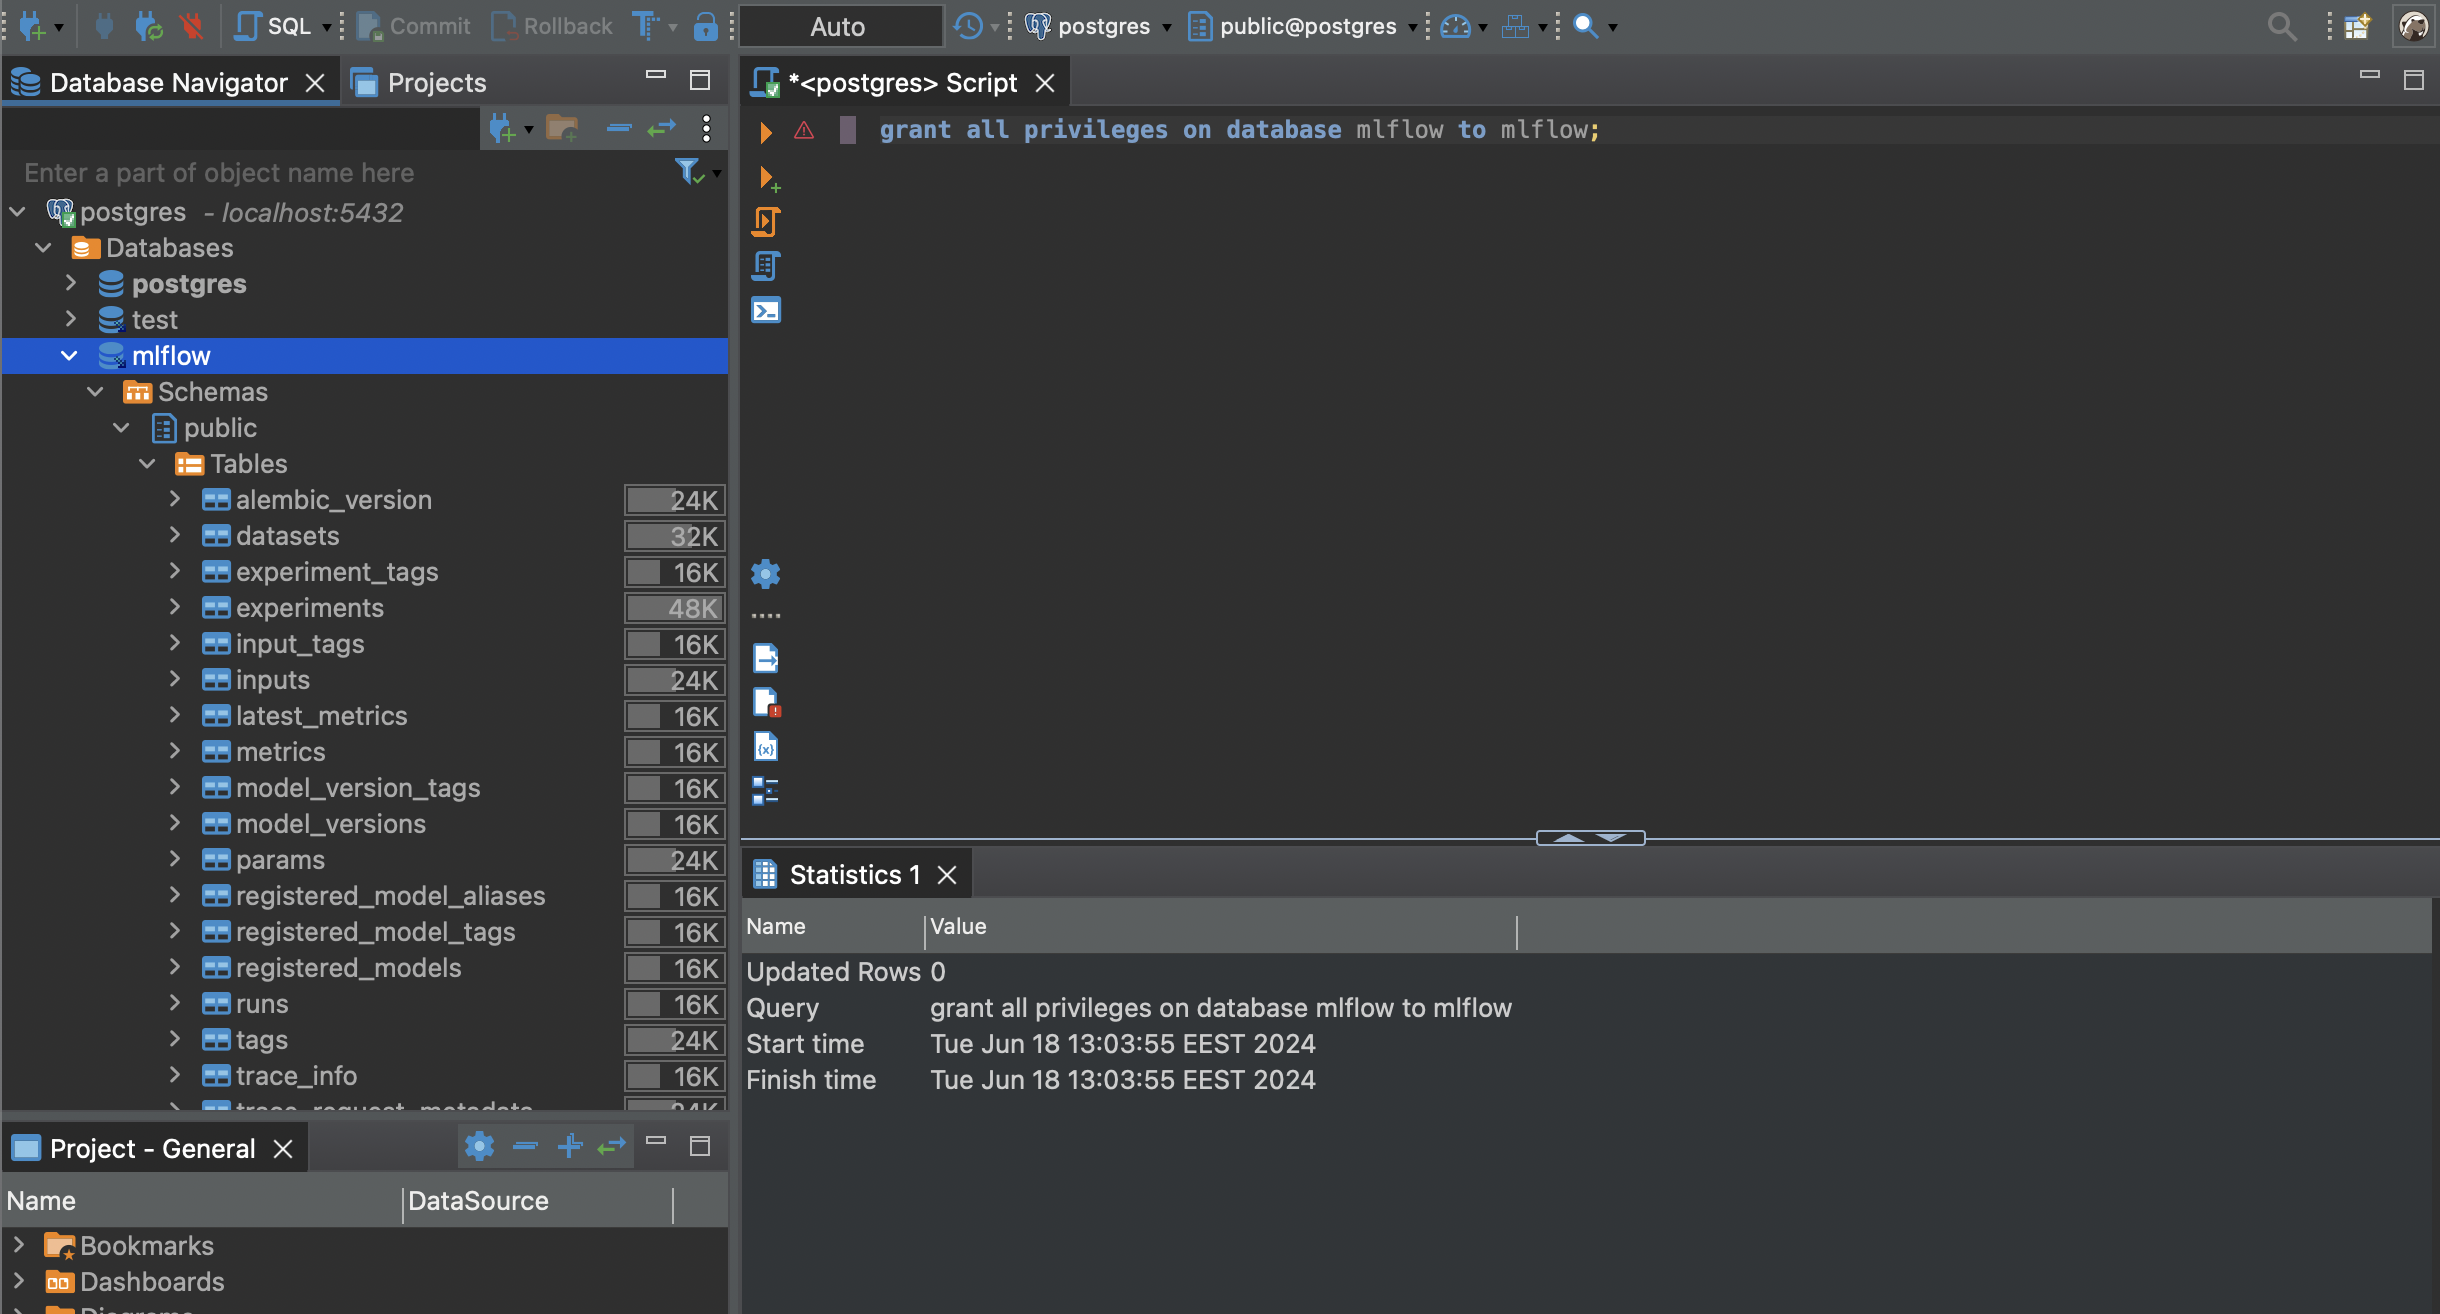 SQL Commit Rollback Auto postgres public@postgres
Database Navigator Projects
*<postgres> Script
grant all privileges on database mlflow to mlflow;
Enter a part of object name here
postgres - localhost:5432
Databases
postgres
test
mlflow
Schemas
public
Tables
alembic_version 24K
datasets 32K
experiment_tags 16K
experiments 48K
input_tags 16K
inputs 24K
latest_metrics 16K
metrics 16K
model_version_tags 16K
model_versions 16K
params 24K
registered_model_aliases 16K
registered_model_tags 16K
registered_models 16K
runs 16K
tags 24K
trace_info 16K
trace_request_metadata 24K
Statistics 1
Name Value
Updated Rows 0
Query grant all privileges on database mlflow to mlflow
Start time Tue Jun 18 13:03:55 EEST 2024
Finish time Tue Jun 18 13:03:55 EEST 2024
Project - General
Name DataSource
Bookmarks
Dashboards
Diagrams